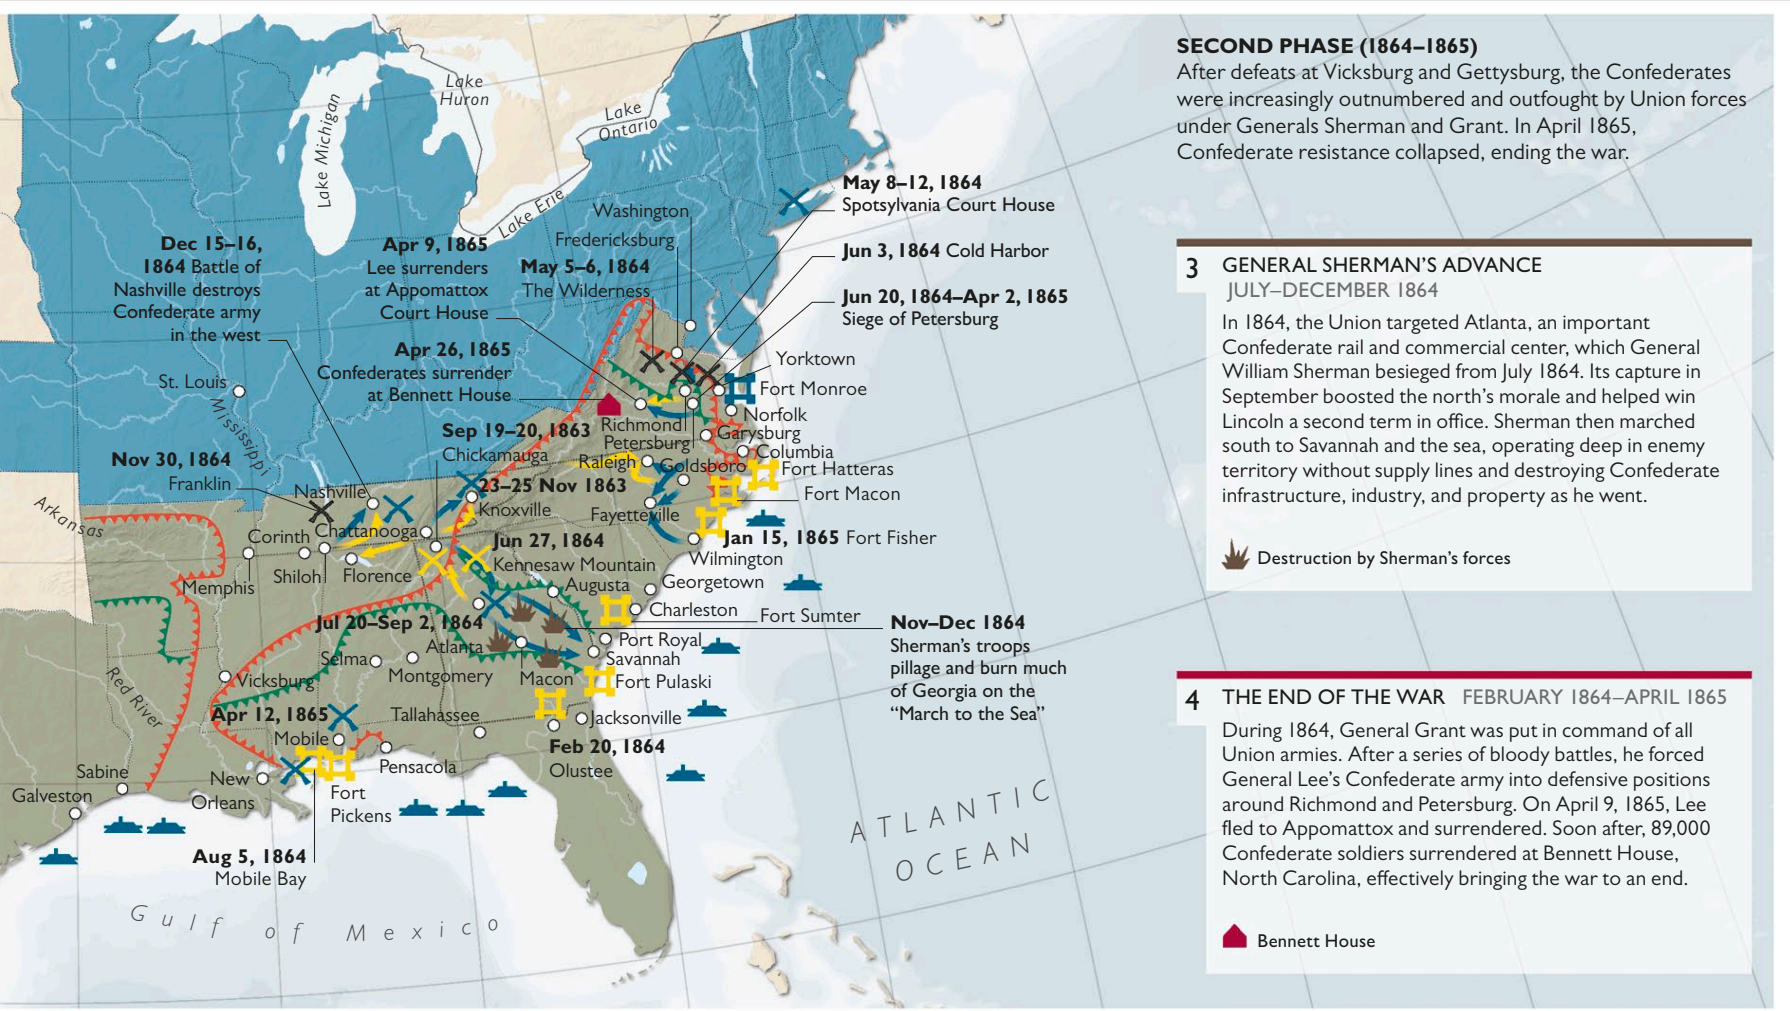 Lake
Huron
Lake Michigan
Lake
Ontario
Lake Erie
SECOND PHASE (1864–1865)
After defeats at Vicksburg and Gettysburg, the Confederates
were increasingly outnumbered and outfought by Union forces
under Generals Sherman and Grant. In April 1865,
Confederate resistance collapsed, ending the war.
May 8–12, 1864
Spotsylvania Court House
Washington
Fredericksburg
Jun 3, 1864 Cold Harbor
Dec 15–16,
1864 Battle of
Nashville destroys
Confederate army
in the west
Apr 9, 1865
Lee surrenders
at Appomattox
Court House
May 5–6, 1864
The Wilderness
Jun 20, 1864–Apr 2, 1865
Siege of Petersburg
Apr 26, 1865
Confederates surrender
at Bennett House
Yorktown
Fort Monroe
St. Louis
Mississippi
Norfolk
Richmond
Petersburg
Garysburg
Sep 19–20, 1863
Chickamauga
Columbia
Raleigh
Goldsboro
Fort Hatteras
Nov 30, 1864
Franklin
23–25 Nov 1863
Knoxville
Fort Macon
Nashville
Arkansas
Fayetteville
Corinth
Chattanooga
Jan 15, 1865 Fort Fisher
Jun 27, 1864
Kennesaw Mountain
Wilmington
Memphis
Shiloh
Florence
Augusta
Georgetown
Charleston
Fort Sumter
Jul 20–Sep 2, 1864
Atlanta
Nov–Dec 1864
Sherman's troops
pillage and burn much
of Georgia on the
“March to the Sea”
Port Royal
Savannah
Selma
Montgomery
Macon
Fort Pulaski
Vicksburg
Red River
Apr 12, 1865
Mobile
Tallahassee
Jacksonville
Feb 20, 1864
Olustee
Pensacola
Sabine
Galveston
New
Orleans
Fort
Pickens
Aug 5, 1864
Mobile Bay
Gulf of Mexico
ATLANTIC
OCEAN
3 GENERAL SHERMAN'S ADVANCE
JULY–DECEMBER 1864
In 1864, the Union targeted Atlanta, an important
Confederate rail and commercial center, which General
William Sherman besieged from July 1864. Its capture in
September boosted the north's morale and helped win
Lincoln a second term in office. Sherman then marched
south to Savannah and the sea, operating deep in enemy
territory without supply lines and destroying Confederate
infrastructure, industry, and property as he went.
Destruction by Sherman's forces
4 THE END OF THE WAR FEBRUARY 1864–APRIL 1865
During 1864, General Grant was put in command of all
Union armies. After a series of bloody battles, he forced
General Lee's Confederate army into defensive positions
around Richmond and Petersburg. On April 9, 1865, Lee
fled to Appomattox and surrendered. Soon after, 89,000
Confederate soldiers surrendered at Bennett House,
North Carolina, effectively bringing the war to an end.
Bennett House